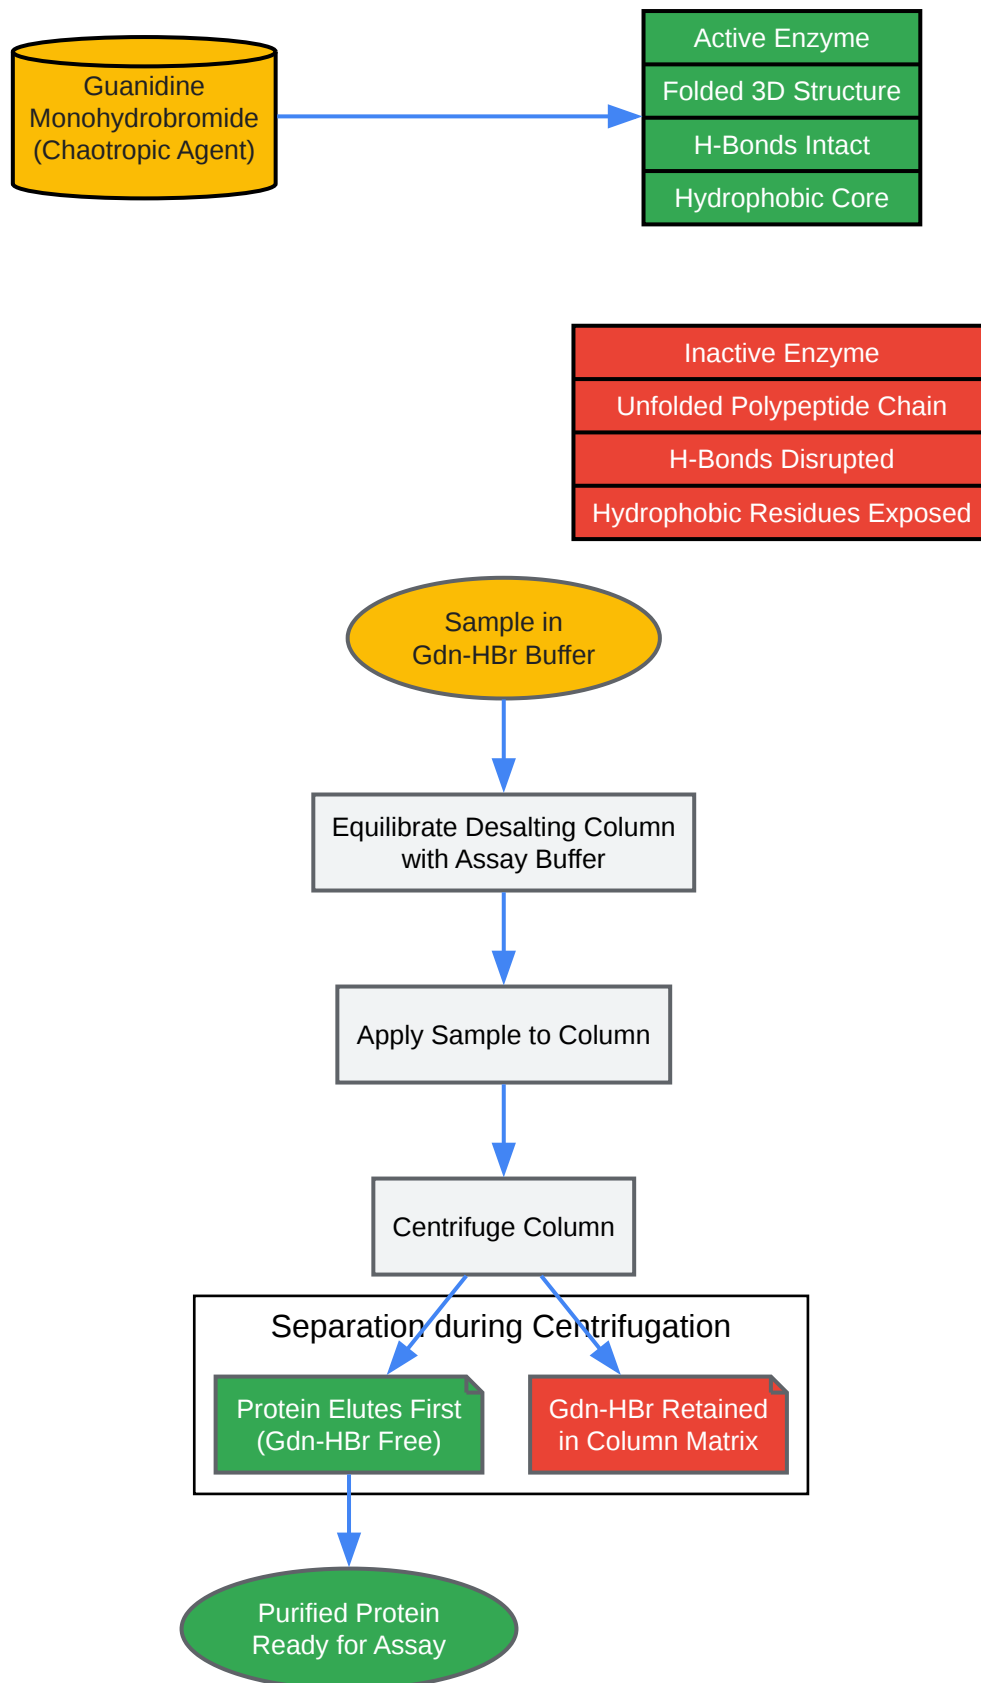 Guanidine
Monohydrobromide
(Chaotropic Agent)
Active Enzyme
Folded 3D Structure
H-Bonds Intact
Hydrophobic Core
Inactive Enzyme
Unfolded Polypeptide Chain
H-Bonds Disrupted
Hydrophobic Residues Exposed
Sample in
Gdn-HBr Buffer
Equilibrate Desalting Column
with Assay Buffer
Apply Sample to Column
Centrifuge Column
Separation during Centrifugation
Protein Elutes First
(Gdn-HBr Free)
Gdn-HBr Retained
in Column Matrix
Purified Protein
Ready for Assay